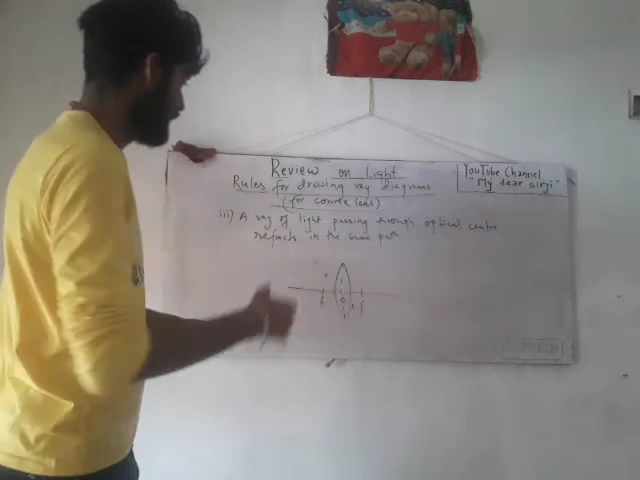 Review on Light
YouTube Channel
"My dear sirji"
Rules for drawing ray diagrams
(for convex lens)
iii) A ray of light passing through optical centre
refracts in the same path
f O f